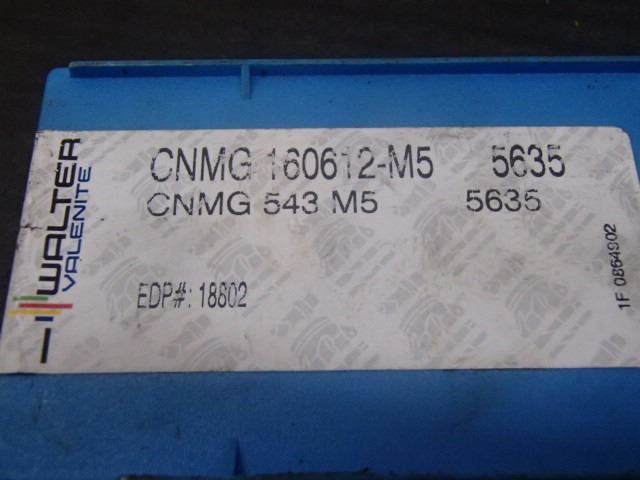 WALTER
VALENITE
CNMG 160612-M5 5635
CNMG 543 M5 5635
EDP#: 18802
1F 0864902